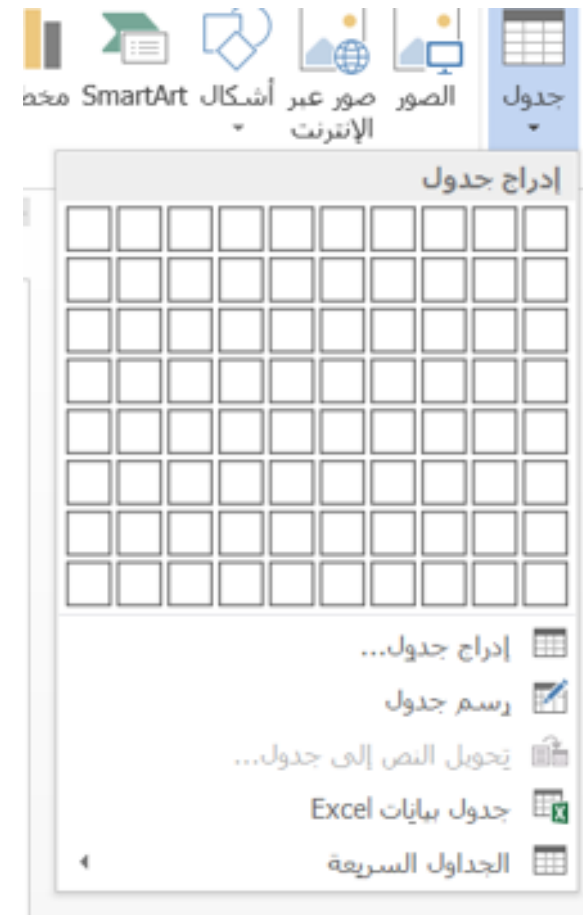 جدول
الصور
صور عبر الإنترنت
أشكال
SmartArt
إدراج جدول
إدراج جدول...
رسم جدول
تحويل النص إلى جدول...
جدول بيانات Excel
الجداول السريعة